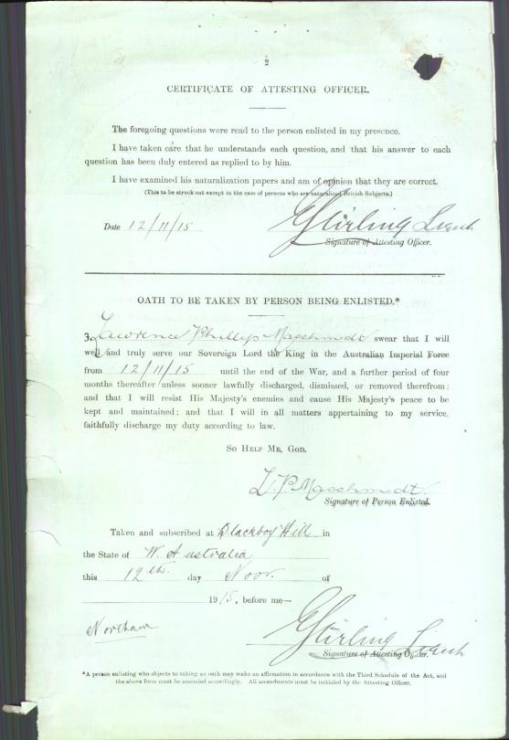 2
CERTIFICATE OF ATTESTING OFFICER.
The foregoing questions were read to the person enlisted in my presence.
I have taken care that he understands each question, and that his answer to each
question has been duly entered as replied to by him.
I have examined his naturalization papers and am of opinion that they are correct.
(This to be struck out except in the case of persons who are naturalized British Subjects.)
Date 12/11/15
G Stirling Lieut
Signature of Attesting Officer.
OATH TO BE TAKEN BY PERSON BEING ENLISTED.*
I, Lawrence Phillip Maschmedt swear that I will
well and truly serve our Sovereign Lord the King in the Australian Imperial Force
from 12/11/15 until the end of the War, and a further period of four
months thereafter unless sooner lawfully discharged, dismissed, or removed therefrom;
and that I will resist His Majesty's enemies and cause His Majesty's peace to be
kept and maintained; and that I will in all matters appertaining to my service,
faithfully discharge my duty according to law.
SO HELP ME, GOD.
L.P. Maschmedt
Signature of Person Enlisted.
Taken and subscribed at Blackboy Hill in
the State of W. Australia
this 12th day Nov. of
1915, before me—
Northam
G Stirling Lieut
Signature of Attesting Officer.
*A person enlisting who objects to taking an oath may make an affirmation in accordance with the Third Schedule of the Act, and
the above form must be amended accordingly. All amendments must be initialed by the Attesting Officer.